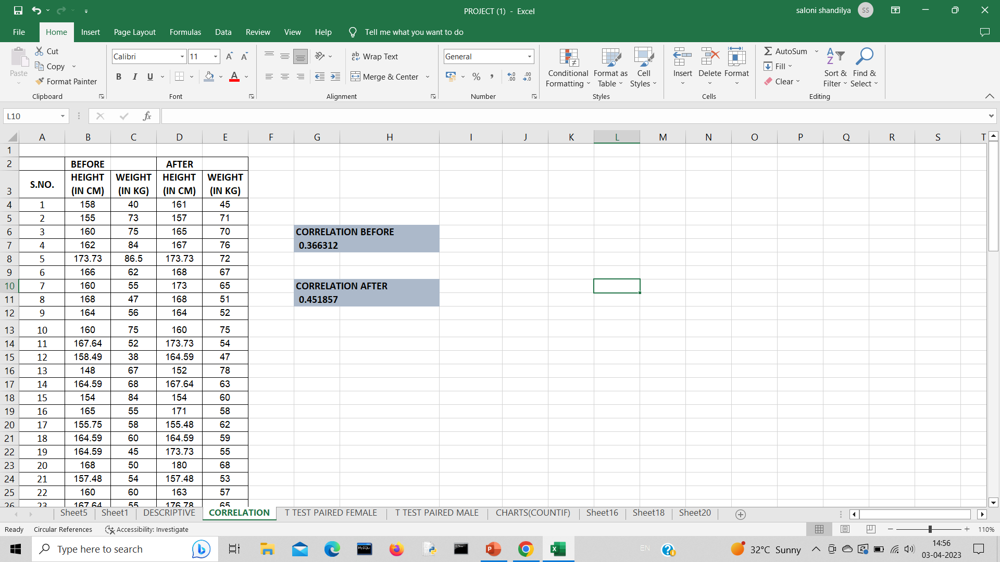 PROJECT (1) - Excel
saloni shandilya SS
File Home Insert Page Layout Formulas Data Review View Help Tell me what you want to do
Paste
Cut
Copy
Format Painter
Clipboard
Calibri 11 A A
B I U A
Font
ab Wrap Text
Merge & Center
Alignment
General
% ,
Number
Conditional Formatting
Format as Table
Cell Styles
Styles
Insert Delete Format
Cells
AutoSum
Fill
Clear
Sort & Filter
Find & Select
Editing
L10 fx
A B C D E F G H I J K L M N O P Q R S T
1
2 BEFORE AFTER
3 S.NO. HEIGHT (IN CM) WEIGHT (IN KG) HEIGHT (IN CM) WEIGHT (IN KG)
4 1 158 40 161 45
5 2 155 73 157 71
6 3 160 75 165 70 CORRELATION BEFORE
7 4 162 84 167 76 0.366312
8 5 173.73 86.5 173.73 72
9 6 166 62 168 67
10 7 160 55 173 65 CORRELATION AFTER
11 8 168 47 168 51 0.451857
12 9 164 56 164 52
13 10 160 75 160 75
14 11 167.64 52 173.73 54
15 12 158.49 38 164.59 47
16 13 148 67 152 78
17 14 164.59 68 167.64 63
18 15 154 84 154 60
19 16 165 55 171 58
20 17 155.75 58 155.48 62
21 18 164.59 60 164.59 59
22 19 164.59 45 173.73 55
23 20 168 50 180 68
24 21 157.48 54 157.48 53
25 22 160 60 163 57
26 23 167.64 55 176.78 65
Sheet5 Sheet1 DESCRIPTIVE CORRELATION T TEST PAIRED FEMALE T TEST PAIRED MALE CHARTS(COUNTIF) Sheet16 Sheet18 Sheet20
Ready Circular References Accessibility: Investigate 110%
Type here to search EN 32°C Sunny 14:56
03-04-2023